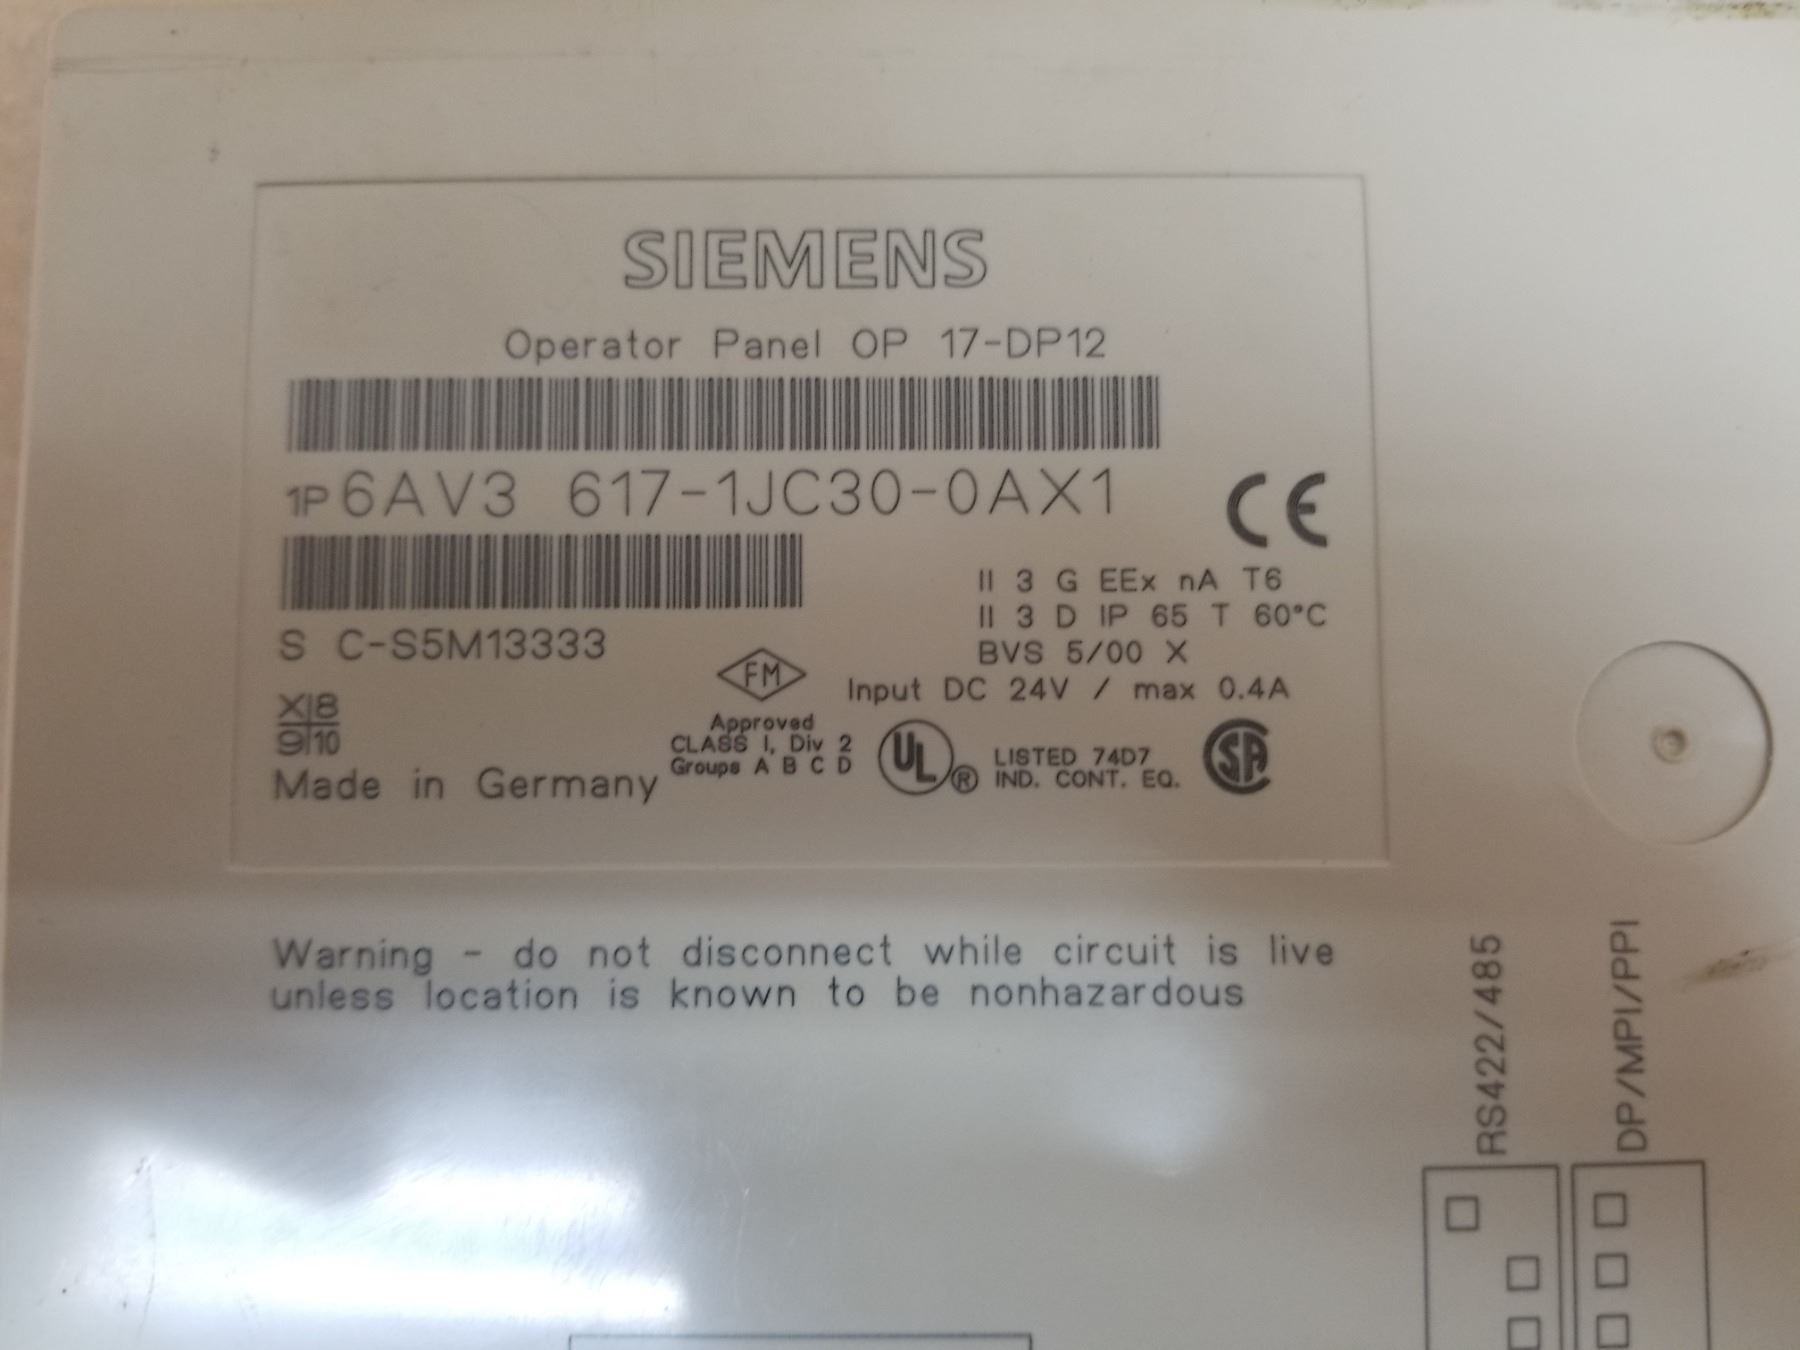 SIEMENS
Operator Panel OP 17-DP12
1P 6AV3 617-1JC30-0AX1
CE
II 3 G EEx nA T6
II 3 D IP 65 T 60°C
BVS 5/00 X
S C-S5M13333
FM
Input DC 24V / max 0.4A
X 8
9 10
Approved
CLASS I, Div 2
Groups A B C D
UL ®
LISTED 74D7
IND. CONT. EQ.
SA
Made in Germany
Warning - do not disconnect while circuit is live
unless location is known to be nonhazardous
RS422/485
DP/MPI/PPI